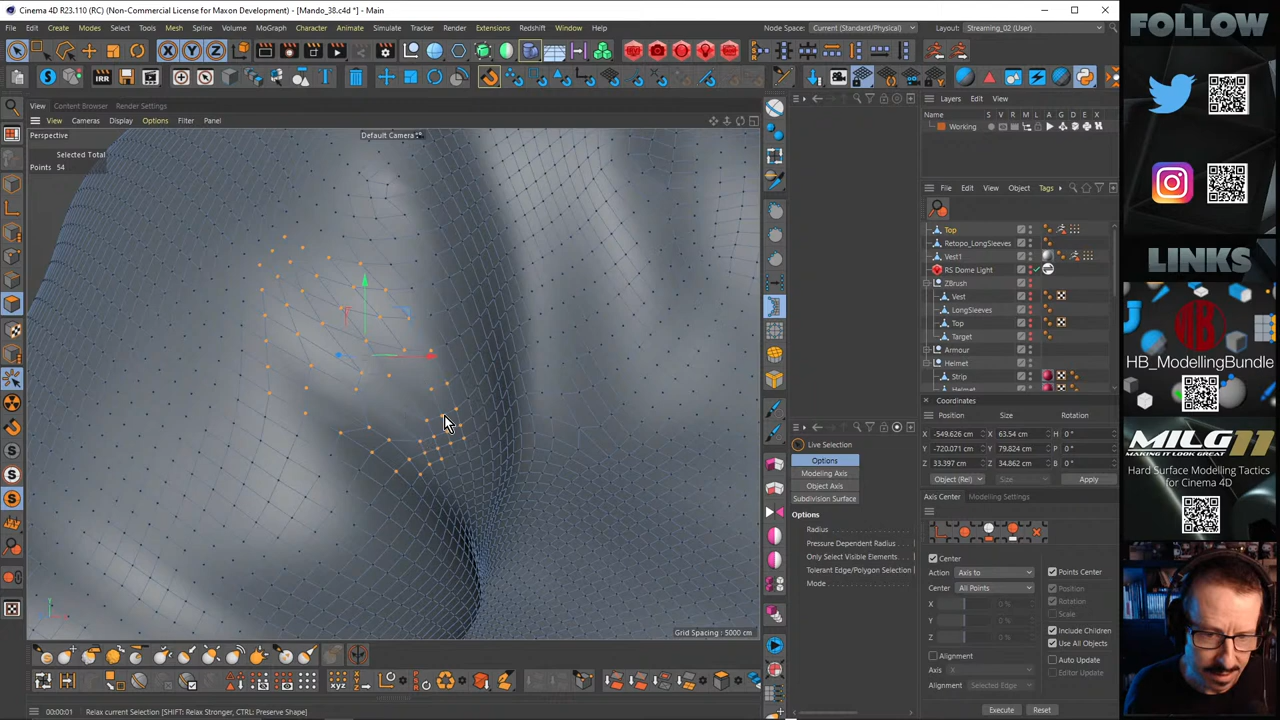 Cinema 4D R23.110 (RC) (Non-Commercial License for Maxon Development) - [Mando_38.c4d *] - Main
File Edit Create Modes Select Tools Mesh Spline Volume MoGraph Character Animate Simulate Tracker Render Extensions Redshift Window Help
Node Space: Current (Standard/Physical)
Layout: Streaming_02 (User)
View Content Browser Render Settings
View Cameras Display Options Filter Panel
Perspective
Default Camera
Selected Total
Points 54
Grid Spacing : 5000 cm
00:00:01 Relax current Selection [SHIFT: Relax Stronger, CTRL: Preserve Shape]
Live Selection
Options
Modeling Axis
Object Axis
Subdivision Surface
Options
Radius
Pressure Dependent Radius
Only Select Visible Elements
Tolerant Edge/Polygon Selection
Mode
Layers Edit View
Name S V R M L A G D E X
Working
File Edit View Object Tags
Top
Retopo_LongSleeves
Vest1
RS Dome Light
ZBrush
Vest
LongSleeves
Top
Target
Armour
Helmet
Strip
Helmet
Coordinates
Position Size Rotation
X -549.626 cm X 63.54 cm H 0 °
Y -720.071 cm Y 79.824 cm P 0 °
Z 33.397 cm Z 34.862 cm B 0 °
Object (Rel) Size Apply
Axis Center Modeling Settings
Center
Action Axis to Points Center
Center All Points Position
X 0 % Rotation
Y 0 % Scale
Z 0 % Include Children
Use All Objects
Alignment Auto Update
Axis X Editor Update
Alignment Selected Edge
Execute Reset
FOLLOW
LINKS
MB
HB_ModellingBundle
MILG11
MAKING IT LOOK GREAT
Hard Surface Modelling Tactics
for Cinema 4D